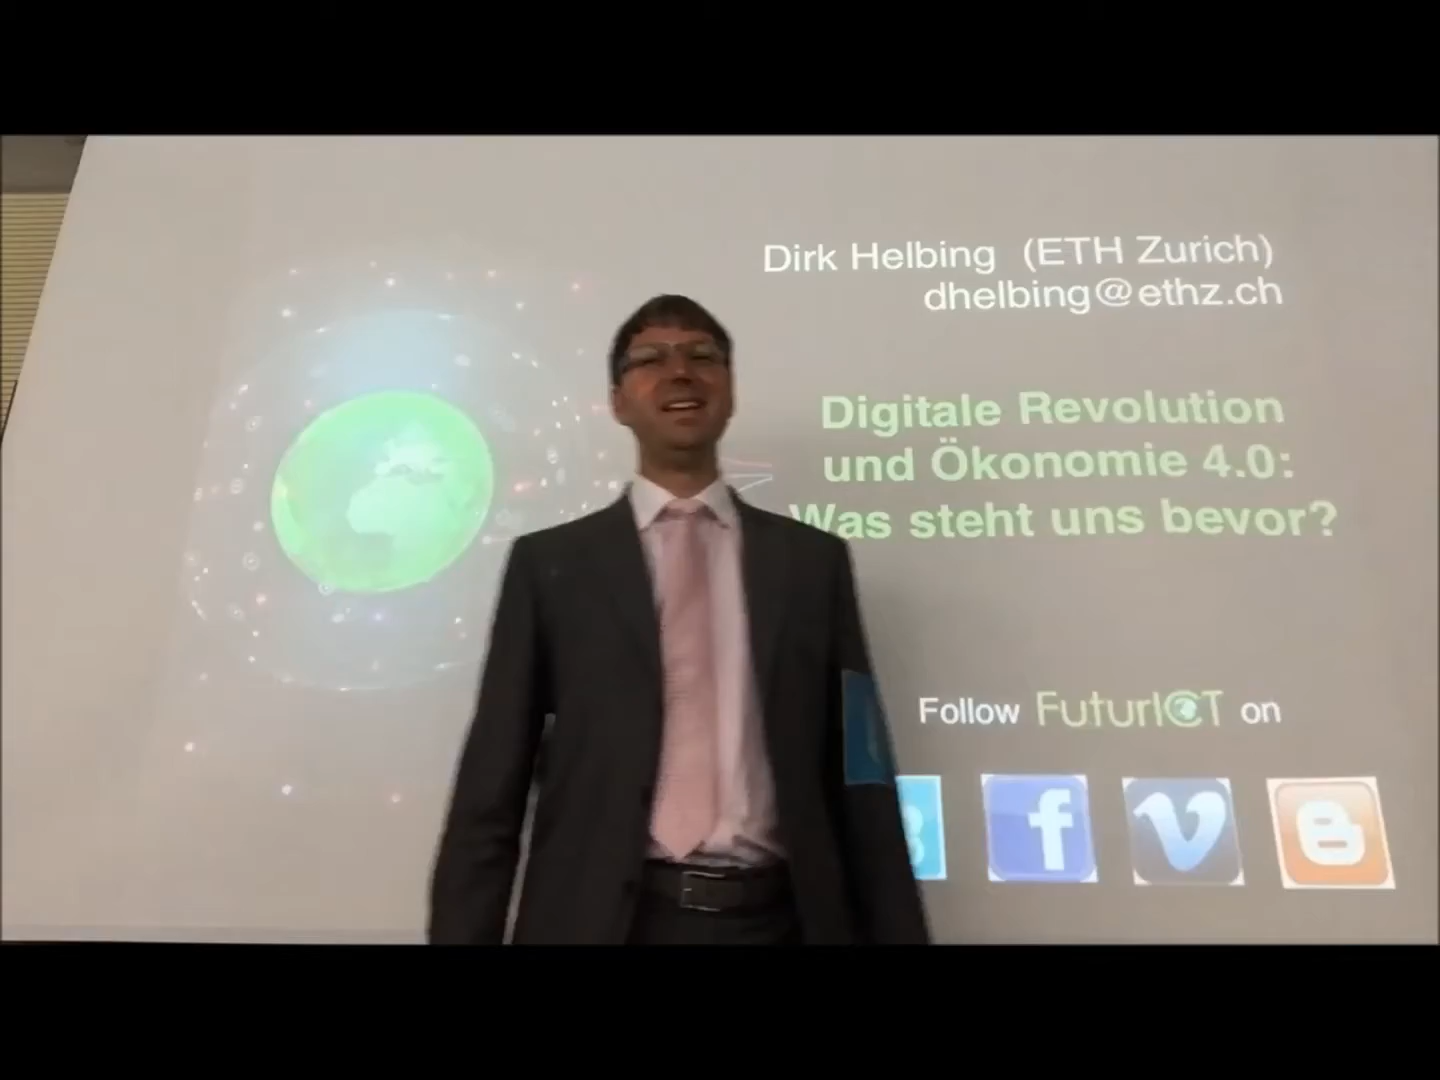 Dirk Helbing (ETH Zurich)
dhelbing@ethz.ch
Digitale Revolution
und Ökonomie 4.0:
Was steht uns bevor?
Follow FuturICT on